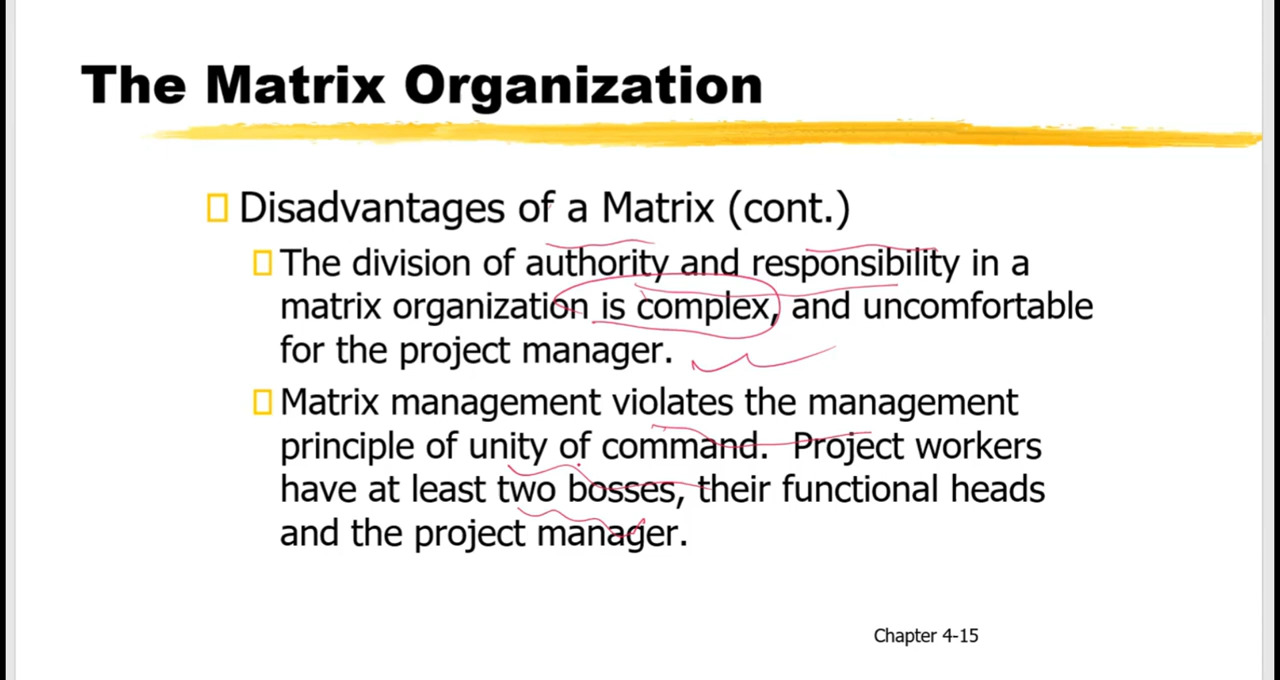 The Matrix Organization
Disadvantages of a Matrix (cont.)
The division of authority and responsibility in a
matrix organization is complex, and uncomfortable
for the project manager.
Matrix management violates the management
principle of unity of command.  Project workers
have at least two bosses, their functional heads
and the project manager.
Chapter 4-15